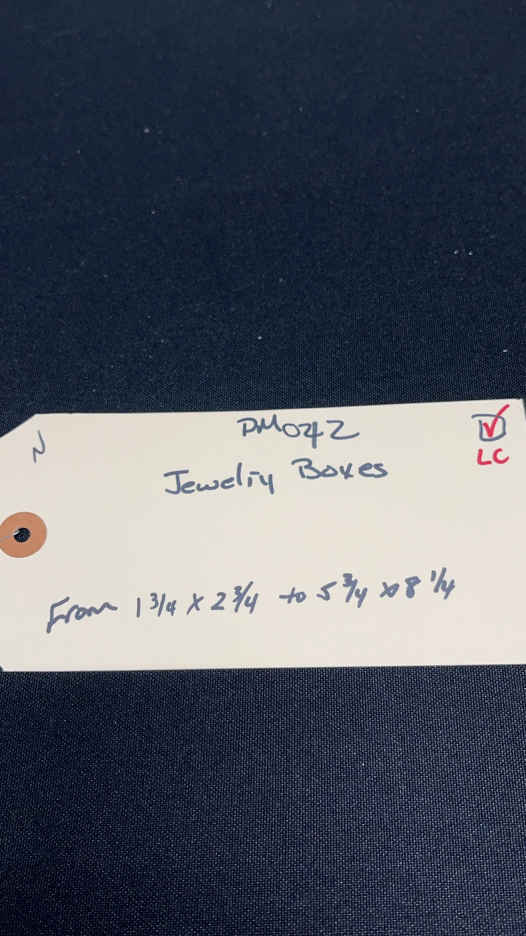 N
PM042
LC
Jewelry Boxes
From 1 3/4 x 2 3/4 to 5 3/4 x 8 1/4